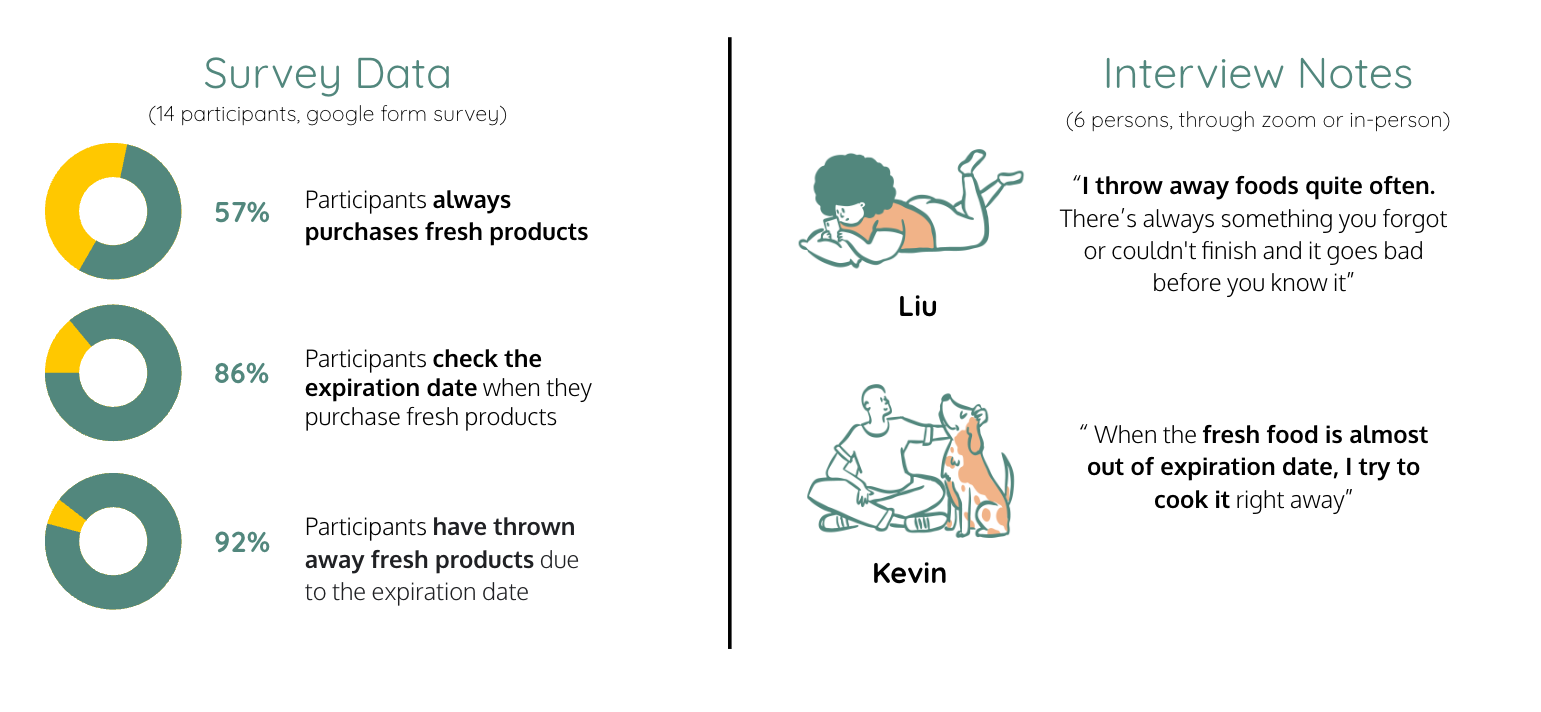 Survey Data
(14 participants, google form survey)
57%
Participants always
purchases fresh products
86%
Participants check the
expiration date when they
purchase fresh products
92%
Participants have thrown
away fresh products due
to the expiration date
Interview Notes
(6 persons, through zoom or in-person)
“I throw away foods quite often.
There’s always something you forgot
or couldn't finish and it goes bad
before you know it”
Liu
“ When the fresh food is almost
out of expiration date, I try to
cook it right away”
Kevin